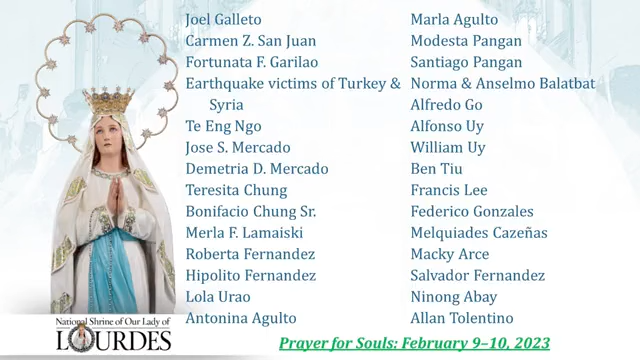 Joel Galleto
Carmen Z. San Juan
Fortunata F. Garilao
Earthquake victims of Turkey &
Syria
Te Eng Ngo
Jose S. Mercado
Demetria D. Mercado
Teresita Chung
Bonifacio Chung Sr.
Merla F. Lamaiski
Roberta Fernandez
Hipolito Fernandez
Lola Urao
Antonina Agulto
Marla Agulto
Modesta Pangan
Santiago Pangan
Norma & Anselmo Balatbat
Alfredo Go
Alfonso Uy
William Uy
Ben Tiu
Francis Lee
Federico Gonzales
Melquiades Cazeñas
Macky Arce
Salvador Fernandez
Ninong Abay
Allan Tolentino
National Shrine of Our Lady of
LOURDES
Prayer for Souls: February 9–10, 2023